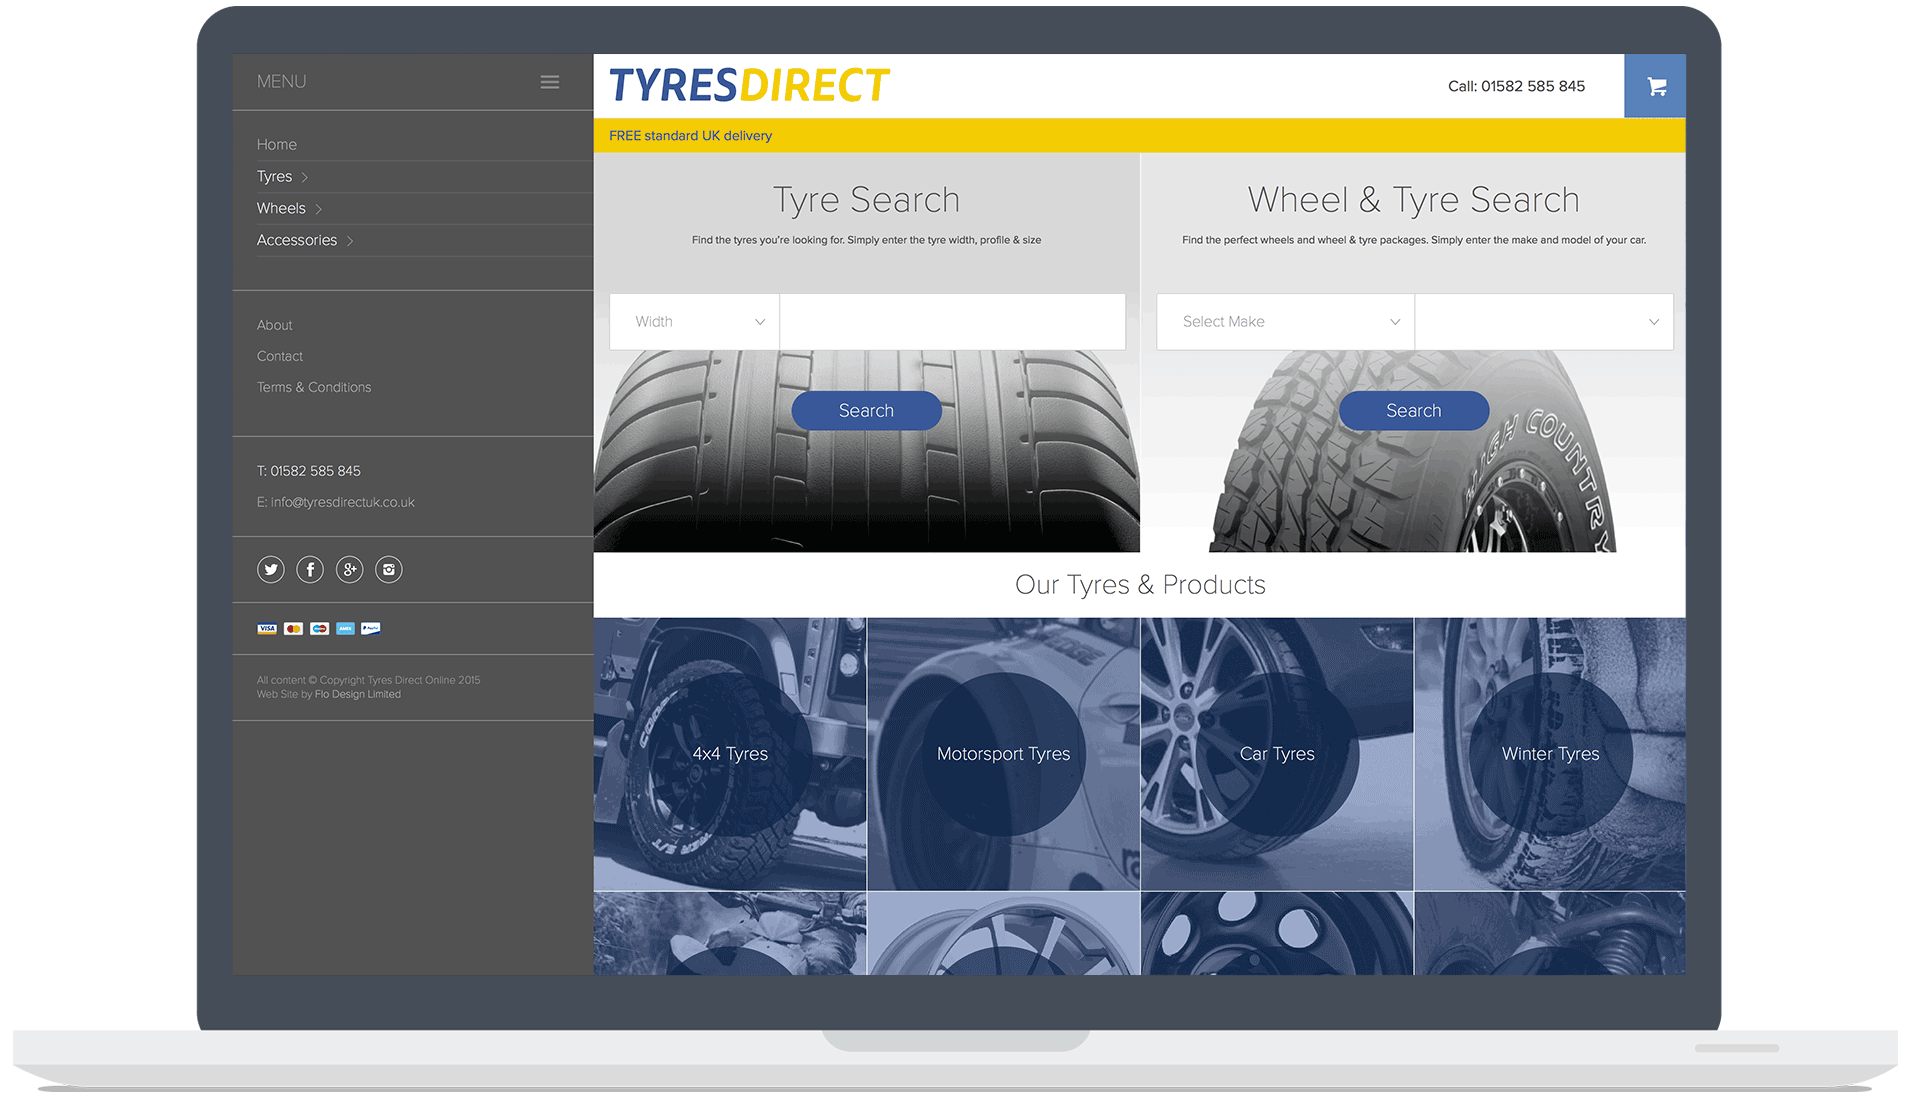 MENU
Home
Tyres
Wheels
Accessories
About
Contact
Terms & Conditions
T: 01582 585 845
E: info@tyresdirectuk.co.uk
VISA
PayPal
All content © Copyright Tyres Direct Online 2015
Web Site by Flo Design Limited
TYRESDIRECT
Call: 01582 585 845
FREE standard UK delivery
Tyre Search
Find the tyres you're looking for. Simply enter the tyre width, profile & size
Width
Search
Wheel & Tyre Search
Find the perfect wheels and wheel & tyre packages. Simply enter the make and model of your car.
Select Make
Search
HIGH COUNTRY
Our Tyres & Products
4x4 Tyres
Motorsport Tyres
Car Tyres
Winter Tyres